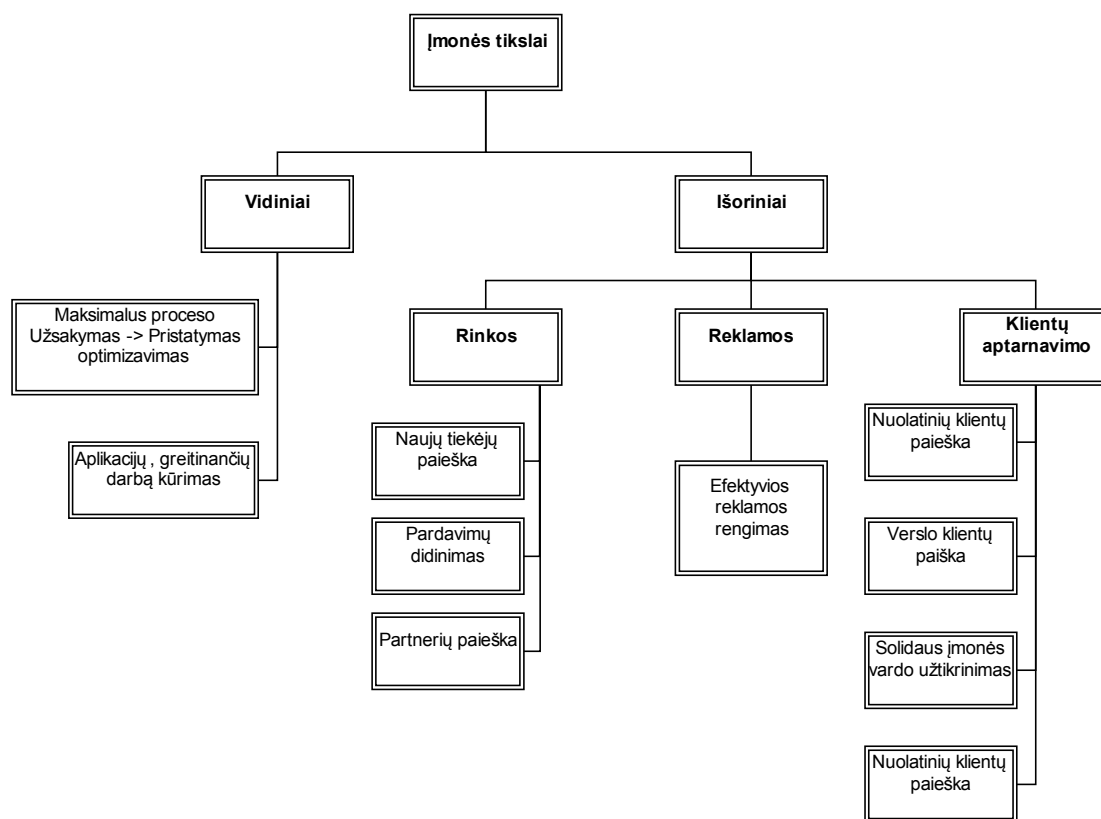 Įmonės tikslai
Vidiniai
Išoriniai
Maksimalus proceso
Užsakymas -> Pristatymas
optimizavimas
Aplikacijų , greitinančių
darbą kūrimas
Rinkos
Reklamos
Klientų
aptarnavimo
Naujų tiekėjų
paieška
Pardavimų
didinimas
Partnerių paieška
Efektyvios
reklamos
rengimas
Nuolatinių klientų
paieška
Verslo klientų
paiška
Solidaus įmonės
vardo užtikrinimas
Nuolatinių klientų
paieška